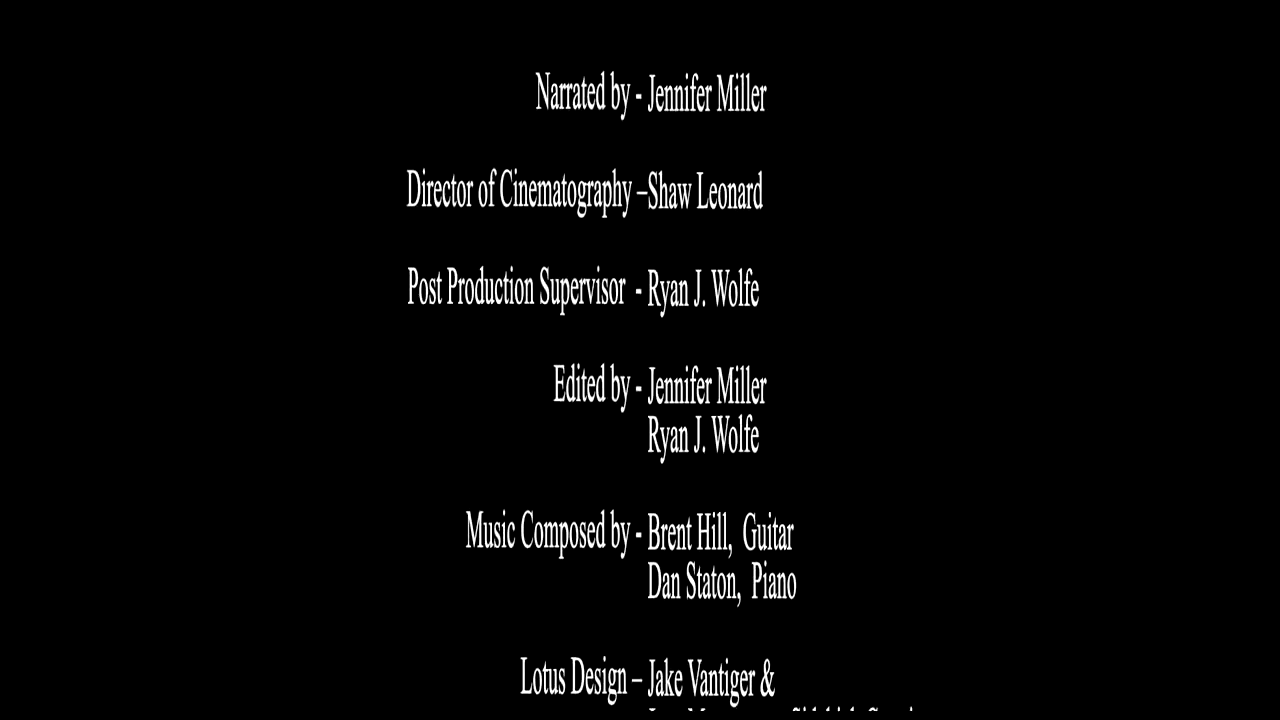 Narrated by - Jennifer Miller
Director of Cinematography –Shaw Leonard
Post Production Supervisor - Ryan J. Wolfe
Edited by - Jennifer Miller
Ryan J. Wolfe
Music Composed by - Brent Hill, Guitar
Dan Staton, Piano
Lotus Design – Jake Vantiger &